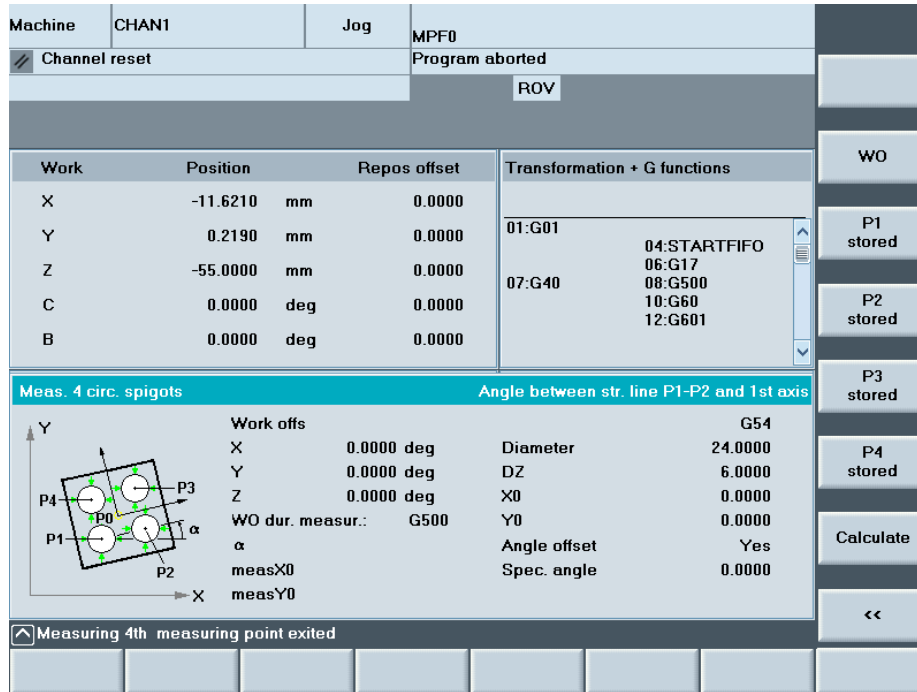 Machine CHAN1 Jog MPF0
Channel reset Program aborted
ROV
Work Position Repos offset
X -11.6210 mm 0.0000
Y 0.2190 mm 0.0000
Z -55.0000 mm 0.0000
C 0.0000 deg 0.0000
B 0.0000 deg 0.0000
Transformation + G functions
01:G01
04:STARTFIFO
06:G17
07:G40 08:G500
10:G60
12:G601
Meas. 4 circ. spigots Angle between str. line P1-P2 and 1st axis
Y
P3
P4
P0
α
P1
P2
X
Work offs G54
X 0.0000 deg Diameter 24.0000
Y 0.0000 deg DZ 6.0000
Z 0.0000 deg X0 0.0000
WO dur. measur.: G500 Y0 0.0000
α Angle offset Yes
measX0 Spec. angle 0.0000
measY0
Measuring 4th measuring point exited
WO
P1
stored
P2
stored
P3
stored
P4
stored
Calculate
<<